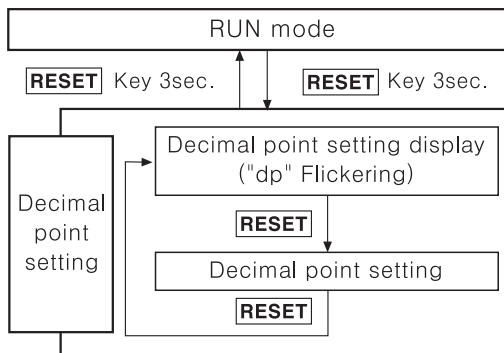 RUN mode
RESET Key 3sec.
RESET Key 3sec.
Decimal
point
setting
Decimal point setting display
("dp" Flickering)
RESET
Decimal point setting
RESET